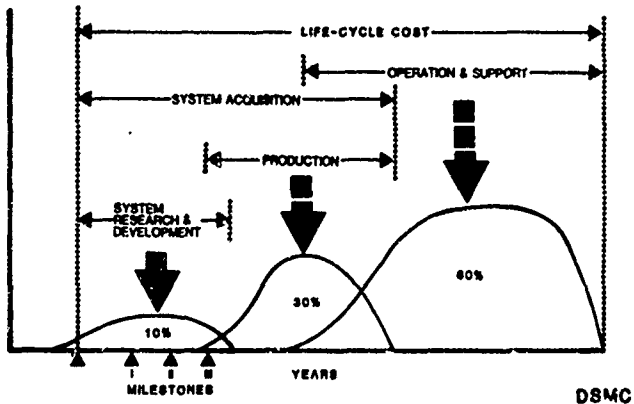 LIFE-CYCLE COST
OPERATION & SUPPORT
SYSTEM ACQUISITION
PRODUCTION
SYSTEM
RESEARCH &
DEVELOPMENT
10%
30%
60%
I II III
MILESTONES
YEARS
DSMC